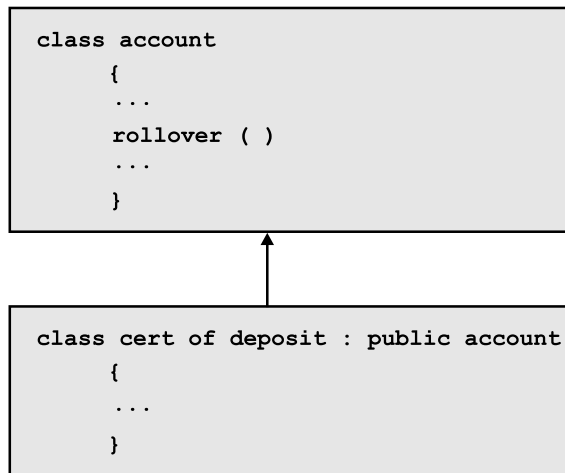 class account
{
...
rollover ( )
...
}
class cert of deposit : public account
{
...
}